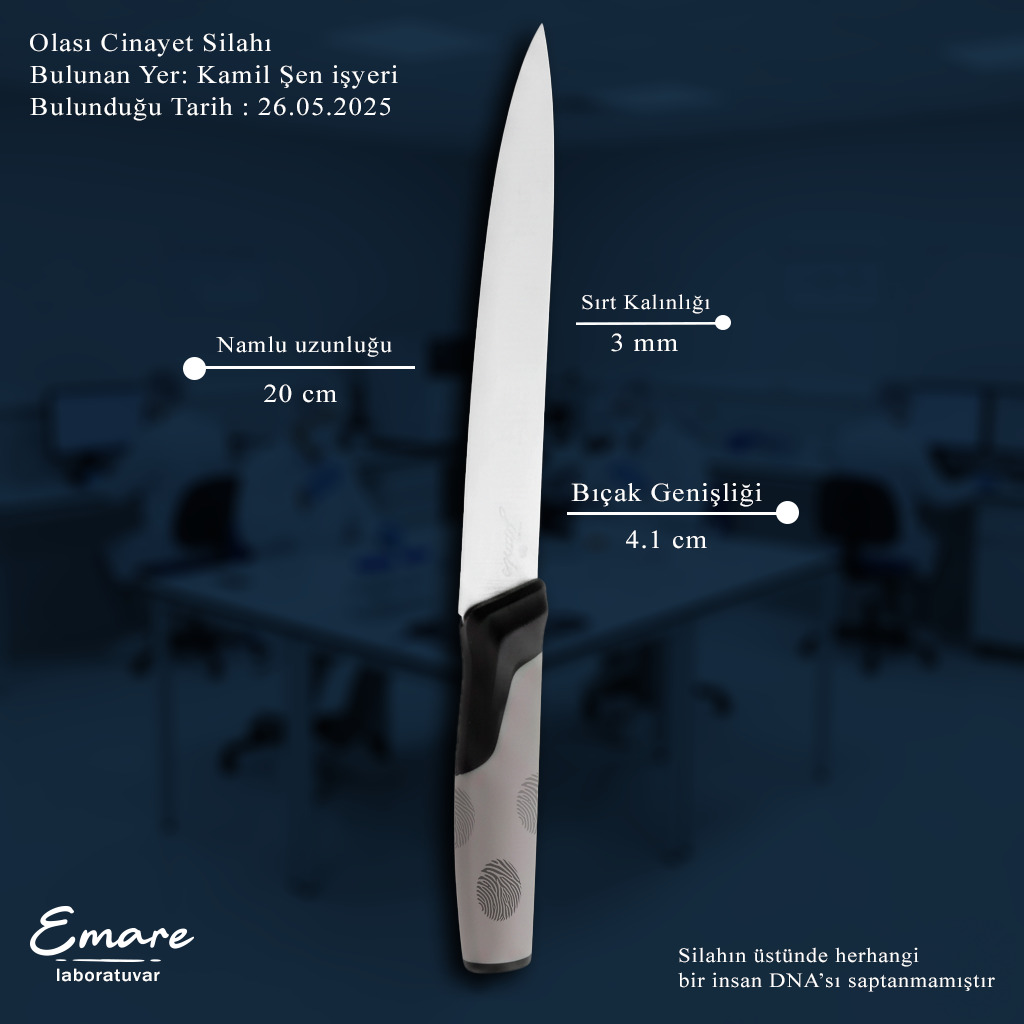 Olası Cinayet Silahı
Bulunan Yer: Kamil Şen işyeri
Bulunduğu Tarih : 26.05.2025
Sırt Kalınlığı
3 mm
Namlu uzunluğu
20 cm
Bıçak Genişliği
4.1 cm
Emare
laboratuvar
Silahın üstünde herhangi
bir insan DNA’sı saptanmamıştır